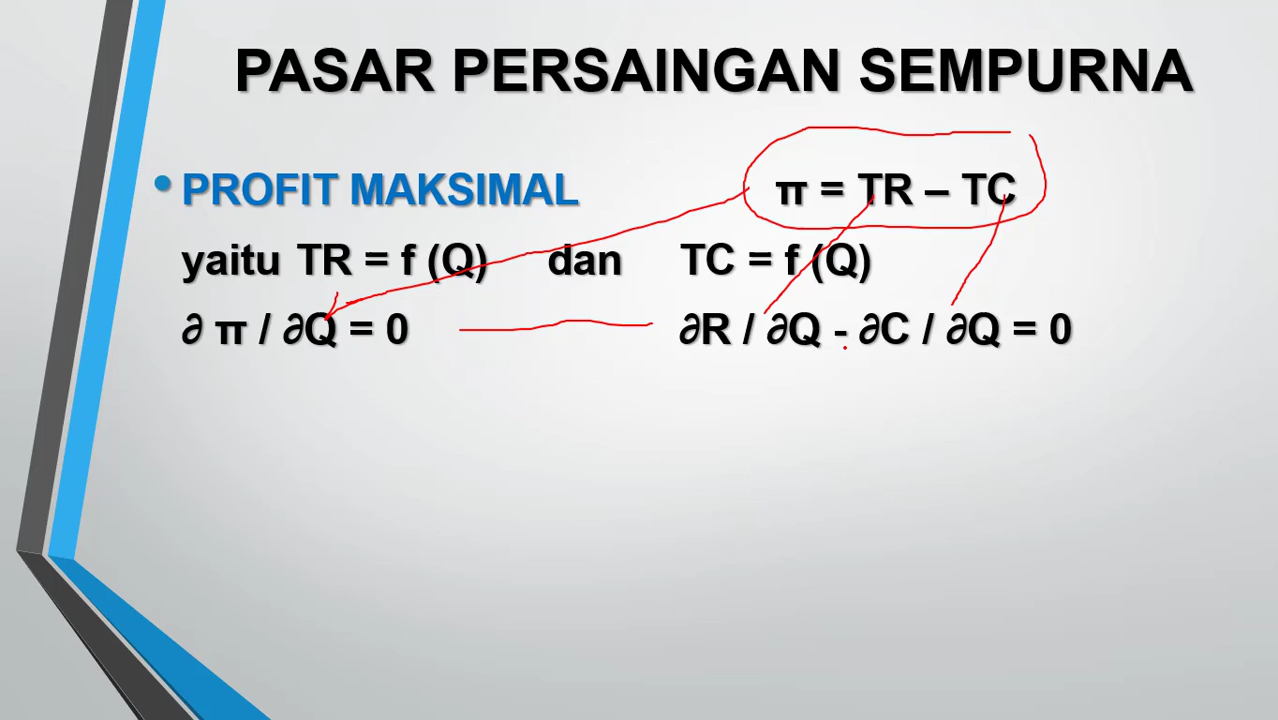 PASAR PERSAINGAN SEMPURNA
• PROFIT MAKSIMAL π = TR – TC
yaitu TR = f (Q) dan TC = f (Q)
∂ π / ∂Q = 0 ∂R / ∂Q - ∂C / ∂Q = 0